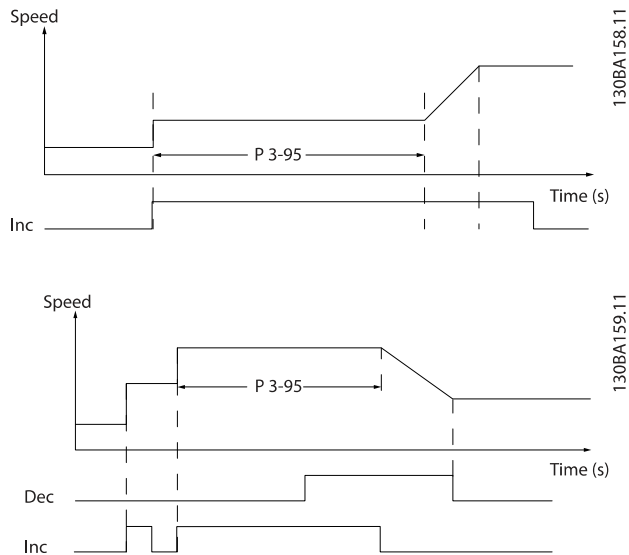 Speed
130BA158.11
P 3-95
Time (s)
Inc
Speed
130BA159.11
P 3-95
Time (s)
Dec
Inc